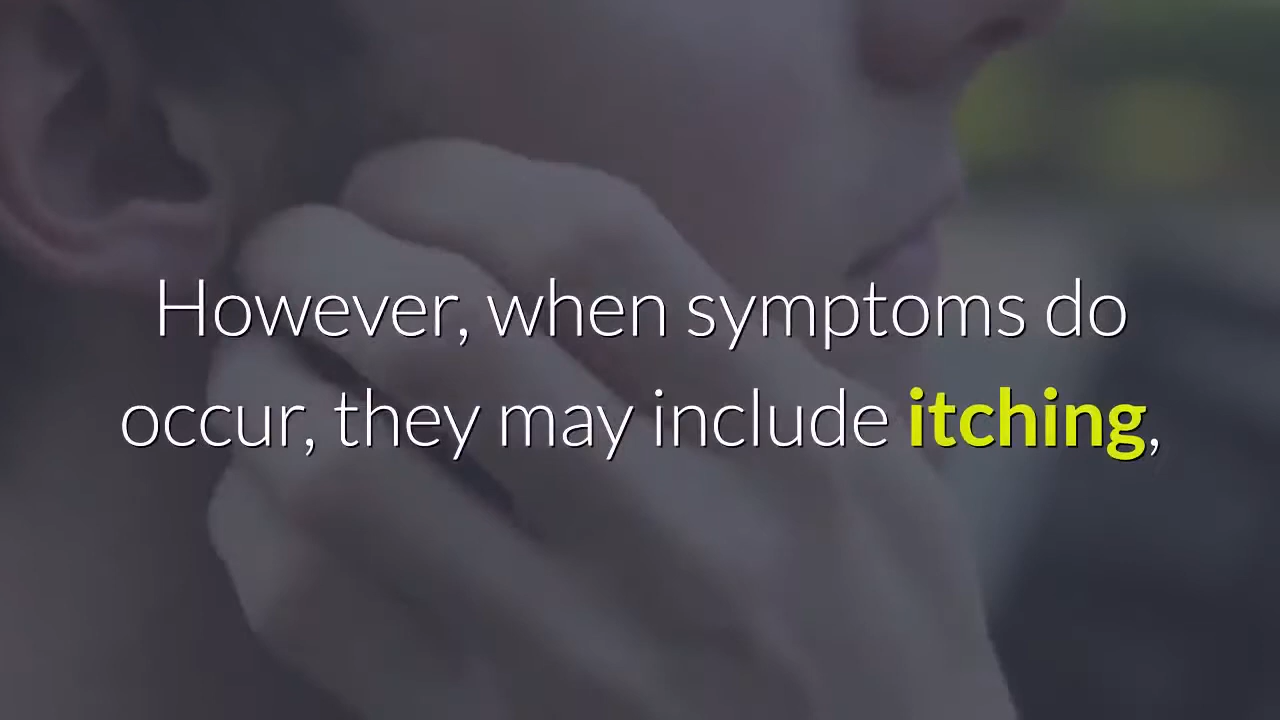 However, when symptoms do
occur, they may include itching,